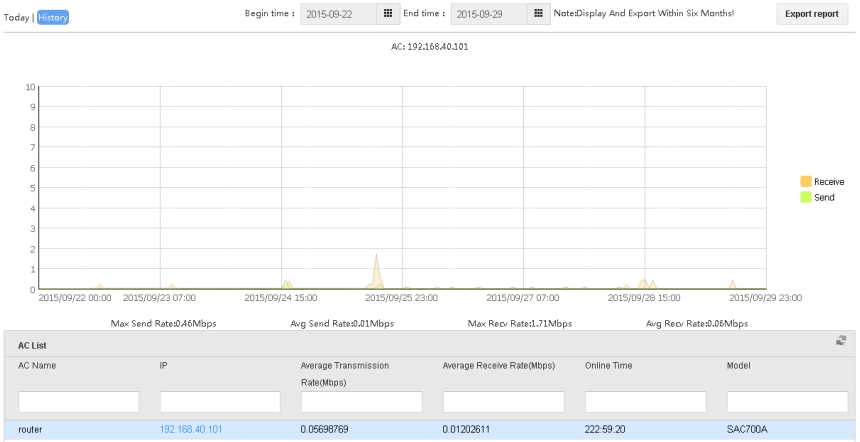 Today | History
Begin time : 2015-09-22 End time : 2015-09-29 Note:Display And Export Within Six Months! Export report
AC: 192.168.40.101
10
9
8
7
6
5
4
3
2
1
0
Receive
Send
2015/09/22 00:00 2015/09/23 07:00 2015/09/24 15:00 2015/09/25 23:00 2015/09/27 07:00 2015/09/28 15:00 2015/09/29 23:00
Max Send Rate:0.46Mbps Avg Send Rate:0.01Mbps Max Recv Rate:1.71Mbps Avg Recv Rate:0.06Mbps
AC List
AC Name IP Average Transmission Rate(Mbps) Average Receive Rate(Mbps) Online Time Model
router 192.168.40.101 0.05698769 0.01202611 222:59:20 SAC700A